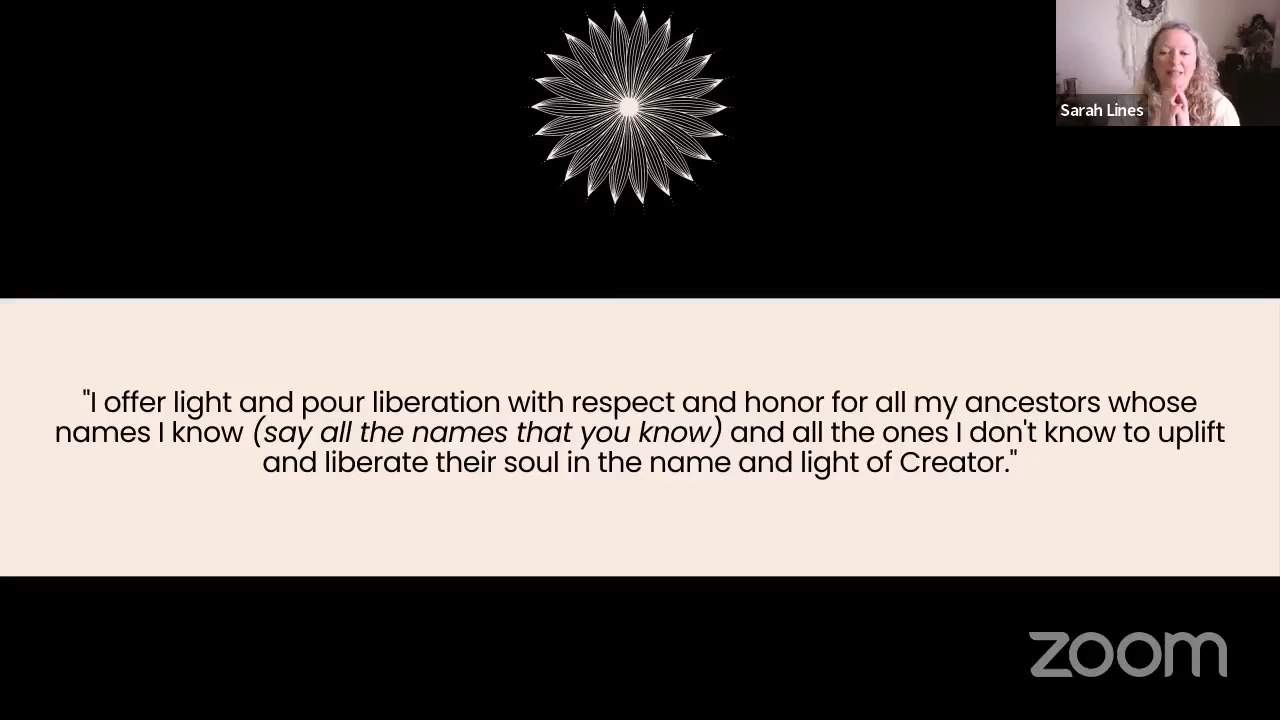 Sarah Lines
"I offer light and pour liberation with respect and honor for all my ancestors whose
names I know (say all the names that you know) and all the ones I don't know to uplift
and liberate their soul in the name and light of Creator."
zoom